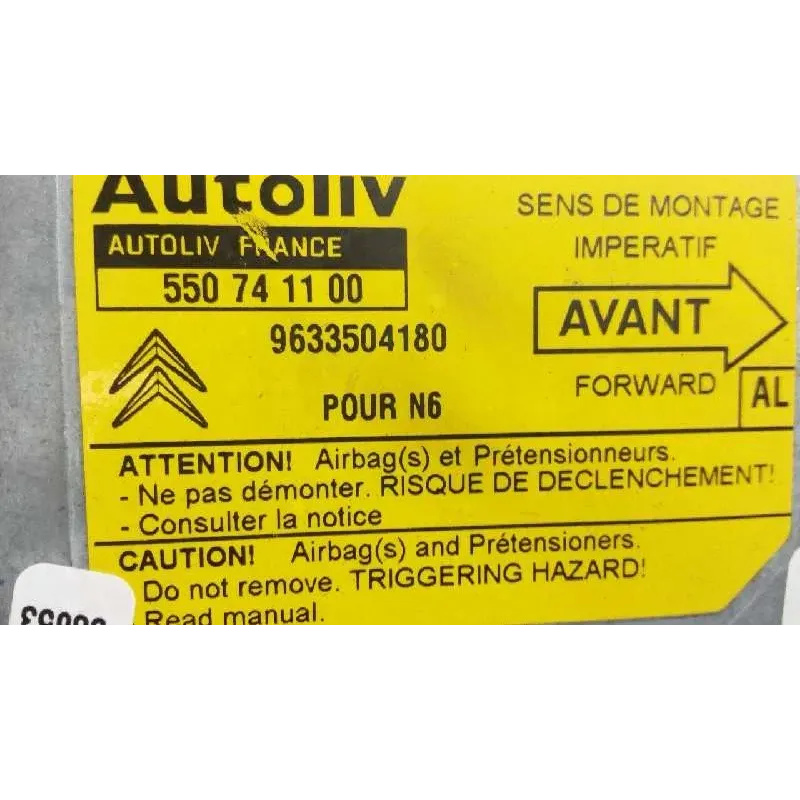 Autoliv
AUTOLIV FRANCE
550 74 11 00
9633504180
POUR N6
SENS DE MONTAGE
IMPERATIF
AVANT
FORWARD
AL
ATTENTION! Airbag(s) et Prétensionneurs.
- Ne pas démonter. RISQUE DE DECLENCHEMENT!
- Consulter la notice
CAUTION! Airbag(s) and Prétensioners.
Do not remove. TRIGGERING HAZARD!
- Read manual.